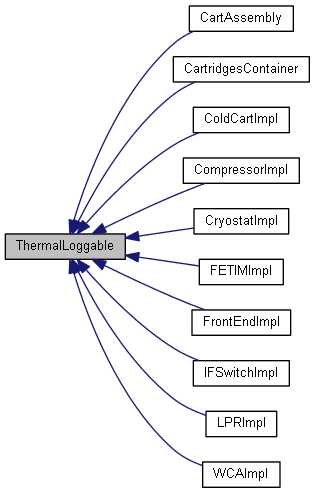 CartAssembly
CartridgesContainer
ColdCartImpl
CompressorImpl
CryostatImpl
ThermalLoggable
FETIMImpl
FrontEndImpl
IFSwitchImpl
LPRImpl
WCAImpl